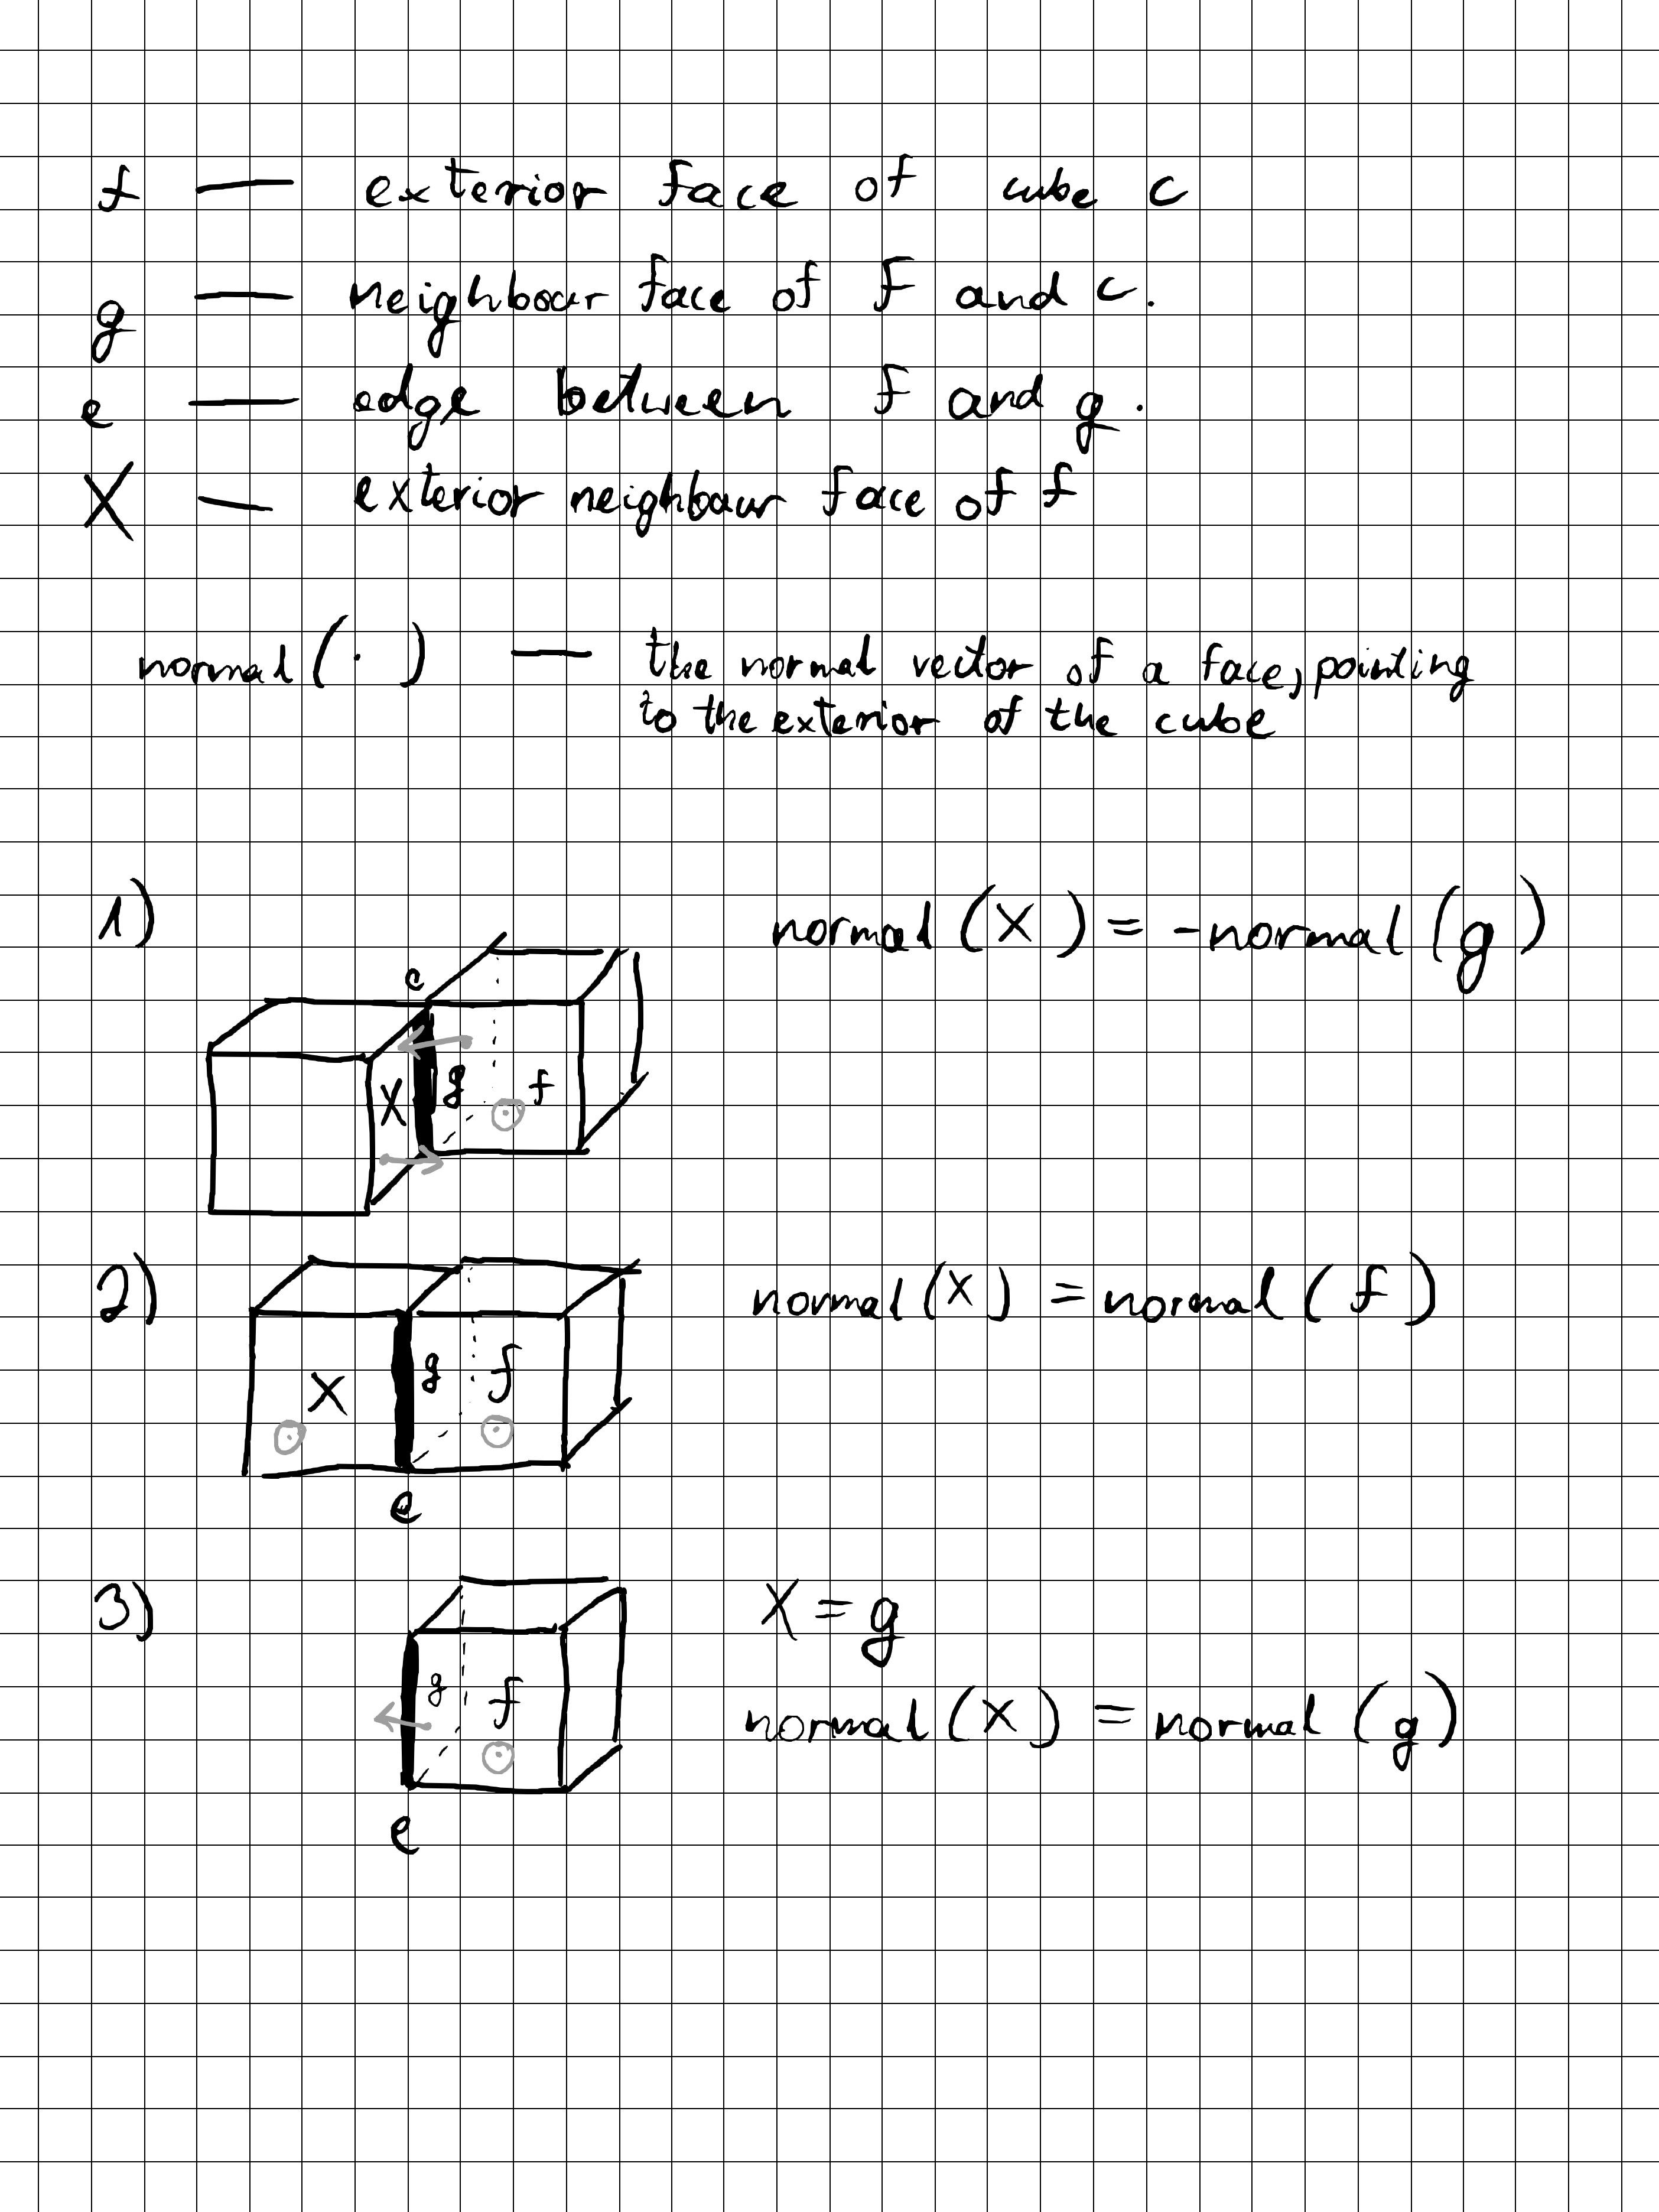 f — exterior face of cube c
g — neighbour face of f and c.
e — edge between f and g.
X — exterior neighbour face of f
normal(·) — the normal vector of a face, pointing
to the exterior of the cube
1)
normal(X) = -normal(g)
e
X g f
2)
normal(X) = normal(f)
X g f
e
3)
X = g
g f
normal(X) = normal(g)
e